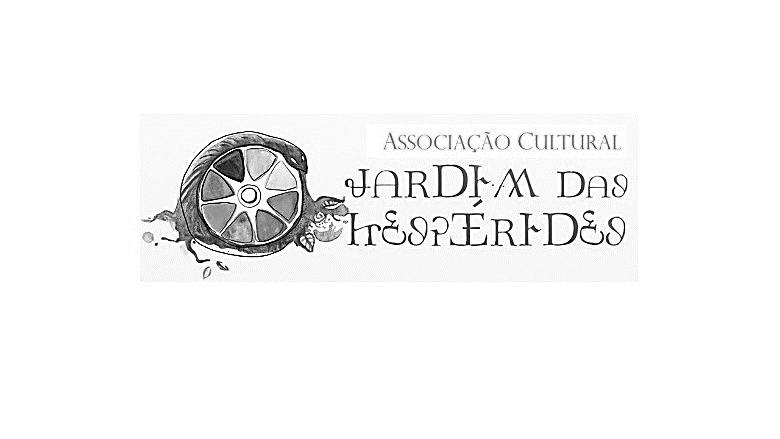 Associação Cultural
Jardim das
Hespérides